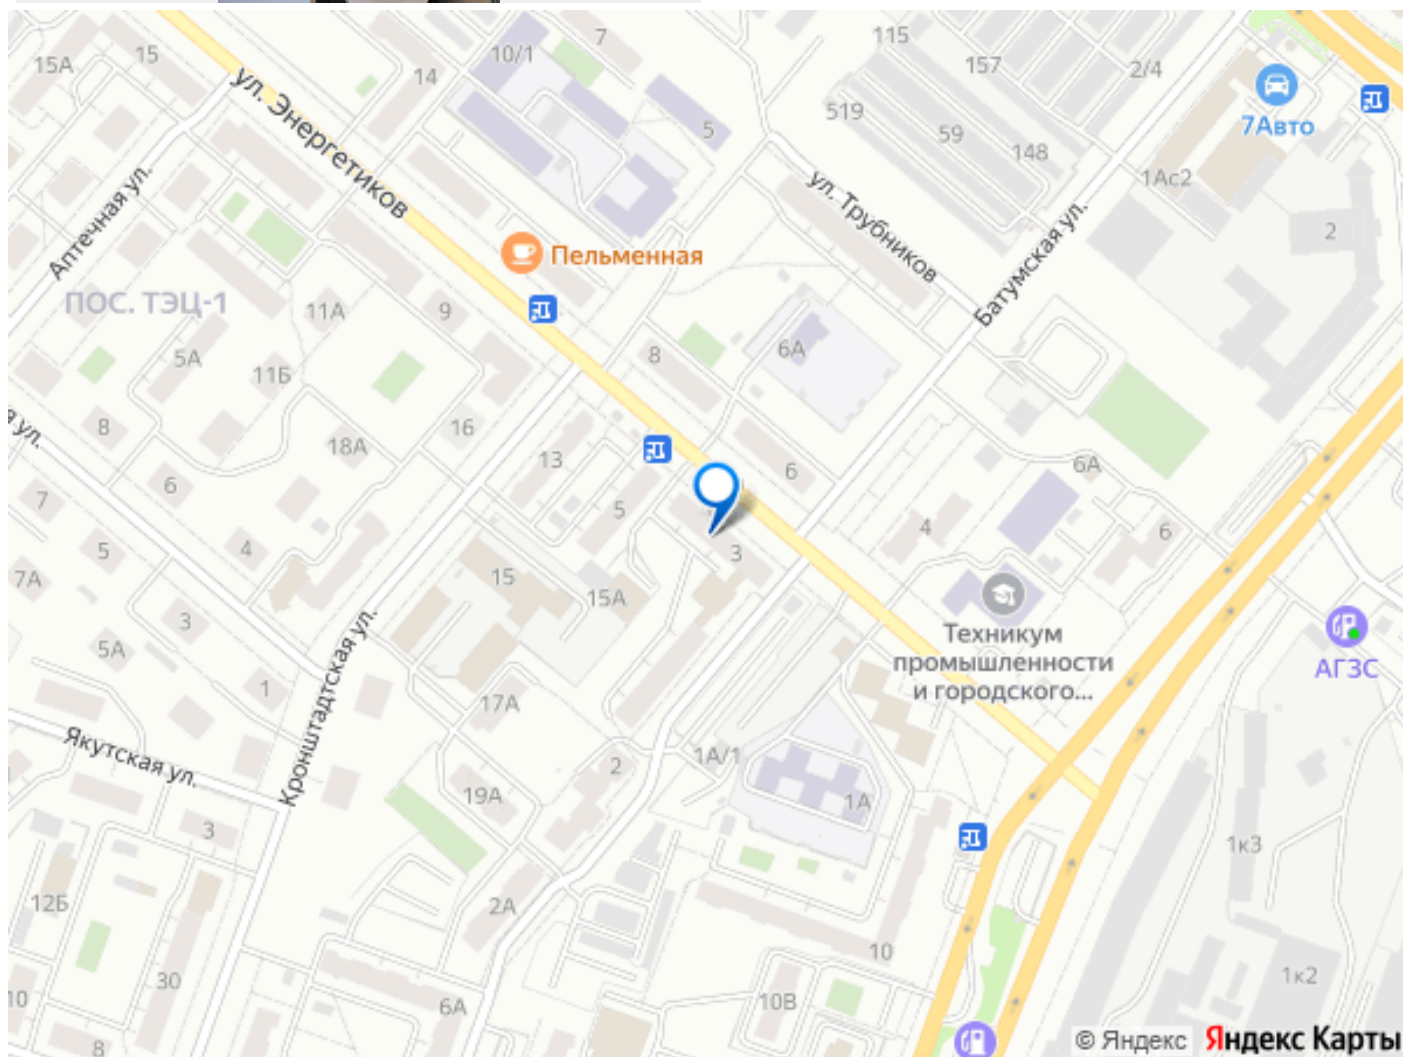 15А
15
14
10/1
7
5
115
157
2/4
519
59
148
7Авто
1Ас2
2
ул. Энергетиков
Аптечная ул.
ул. Трубников
Батумская ул.
Пельменная
ПОС. ТЭЦ-1
11А
9
5А
11Б
8
6А
8
16
18А
13
6
6
7
5
4
5
3
4
6А
6
7А
15
15А
3
5А
1
Техникум
промышленности
и городского...
АГЗС
17А
Якутская ул.
Кронштадтская ул.
2
1А/1
19А
1А
3
1к3
12Б
2А
10
30
10
6А
10В
1к2
8
я ул.
© Яндекс Яндекс Карты